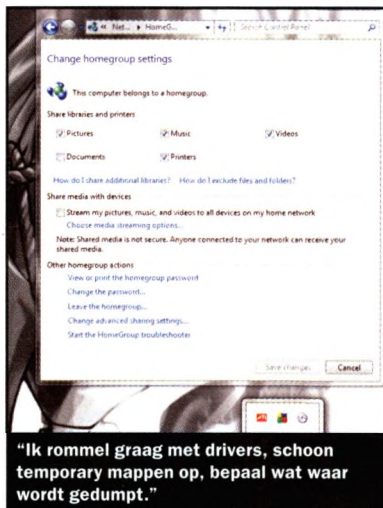 « Net... ▸ HomeG...
Search Control Panel
Change homegroup settings
This computer belongs to a homegroup.
Share libraries and printers
Pictures Music Videos
Documents Printers
How do I share additional libraries? How do I exclude files and folders?
Share media with devices
Stream my pictures, music, and videos to all devices on my home network
Choose media streaming options...
Note: Shared media is not secure. Anyone connected to your network can receive your
shared media.
Other homegroup actions
View or print the homegroup password
Change the password...
Leave the homegroup...
Change advanced sharing settings...
Start the HomeGroup troubleshooter
Save changes Cancel
"Ik rommel graag met drivers, schoon
temporary mappen op, bepaal wat waar
wordt gedumpt."